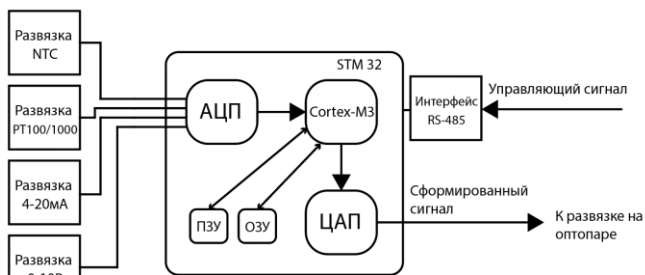 Развязка
NTC
Развязка
PT100/1000
Развязка
4-20мА
Развязка
STM 32
АЦП
Cortex-M3
ПЗУ
ОЗУ
ЦАП
Интерфейс
RS-485
Управляющий сигнал
Сформированный
сигнал
К развязке на
оптопаре